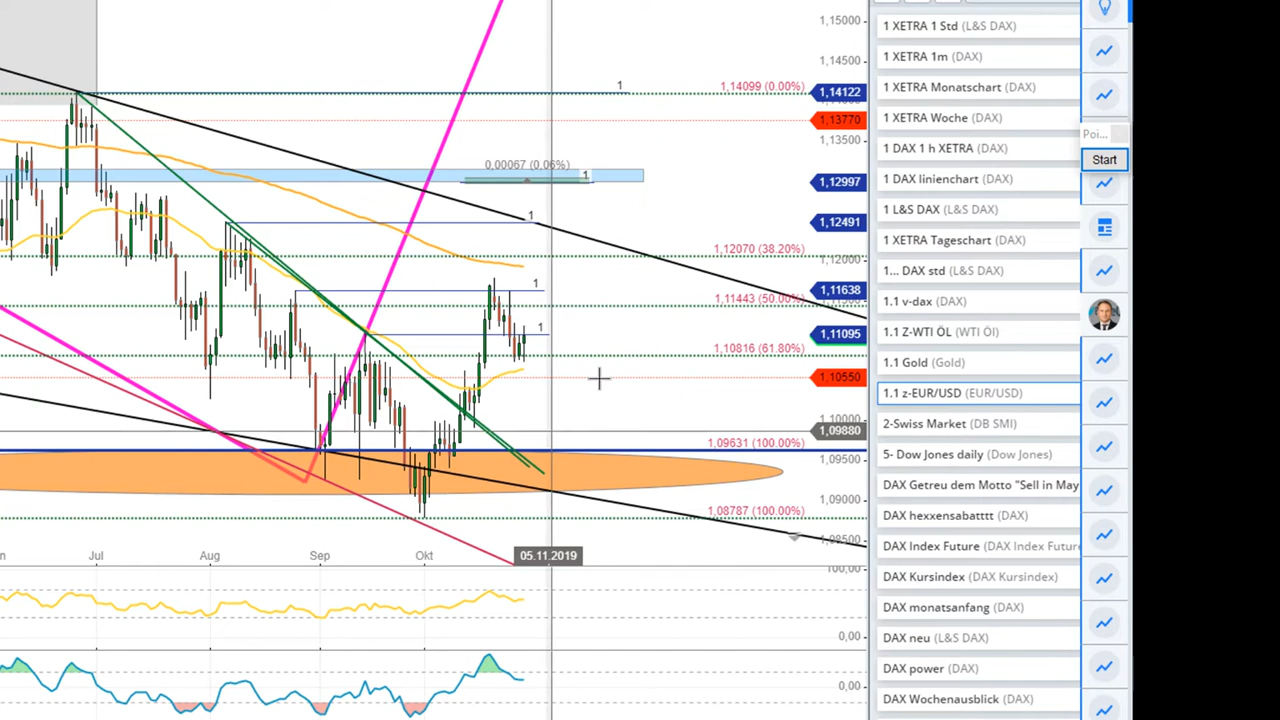 1,15000
1,14500
1,14099 (0.00%)
1
1,14122
1,13770
1,13500
0,00067 (0.06%)
1
1,12997
1
1,12491
1,12070 (38.20%)
1,12000
1
1,11638
1,11443 (50.00%)
1
1,11095
1,10816 (61.80%)
1,10550
1,10000
1,09880
1,09631 (100.00%)
1,09500
1,09000
1,08787 (100.00%)
Jul
Aug
Sep
Okt
05.11.2019
100,00
0,00
0,00
1 XETRA 1 Std (L&S DAX)
1 XETRA 1m (DAX)
1 XETRA Monatschart (DAX)
1 XETRA Woche (DAX)
1 DAX 1 h XETRA (DAX)
1 DAX linienchart (DAX)
1 L&S DAX (L&S DAX)
1 XETRA Tageschart (DAX)
1... DAX std (L&S DAX)
1.1 v-dax (DAX)
1.1 Z-WTI ÖL (WTI Öl)
1.1 Gold (Gold)
1.1 z-EUR/USD (EUR/USD)
2-Swiss Market (DB SMI)
5- Dow Jones daily (Dow Jones)
DAX Getreu dem Motto "Sell in May
DAX hexxensabatttt (DAX)
DAX Index Future (DAX Index Future
DAX Kursindex (DAX Kursindex)
DAX monatsanfang (DAX)
DAX neu (L&S DAX)
DAX power (DAX)
DAX Wochenausblick (DAX)
Poi...
Start